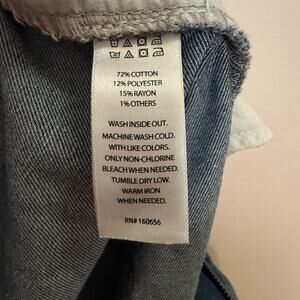 72% COTTON
12% POLYESTER
15% RAYON
1% OTHERS
WASH INSIDE OUT.
MACHINE WASH COLD.
WITH LIKE COLORS.
ONLY NON-CHLORINE
BLEACH WHEN NEEDED.
TUMBLE DRY LOW.
WARM IRON
WHEN NEEDED.
RN# 160656